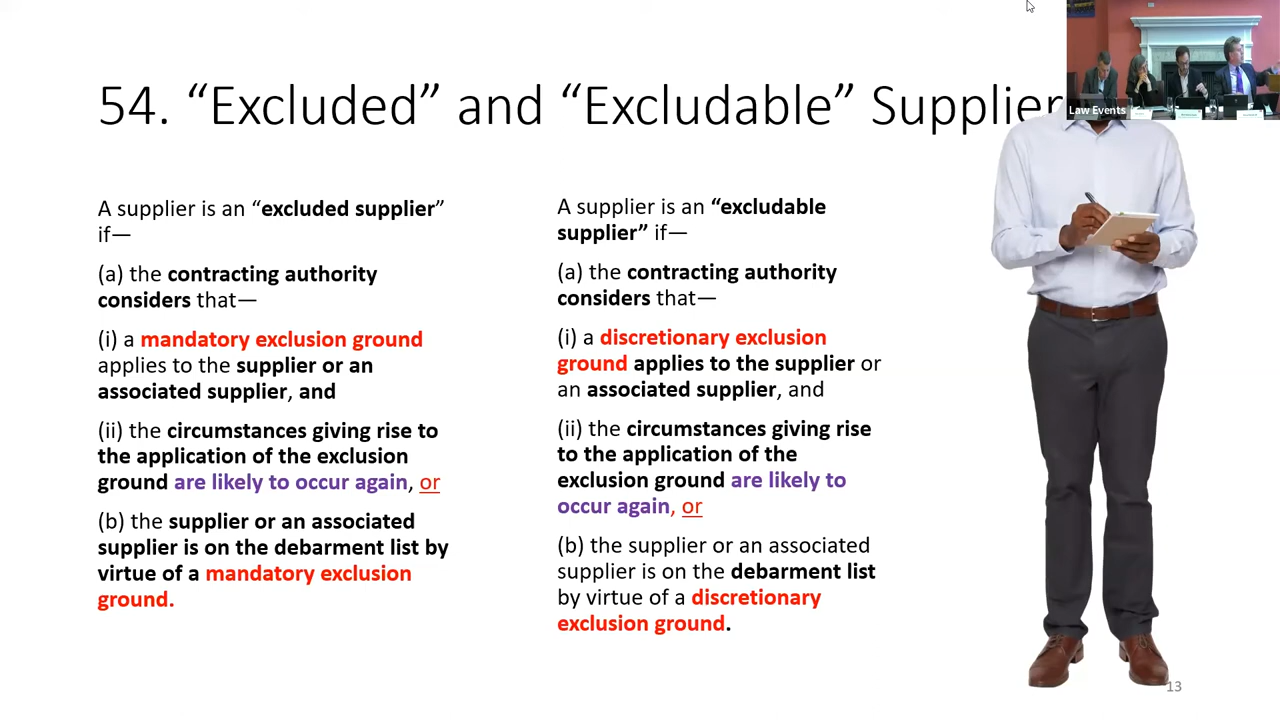 54. “Excluded” and “Excludable” Supplier
Law Events
A supplier is an “excluded supplier”
if—
(a) the contracting authority
considers that—
(i) a mandatory exclusion ground
applies to the supplier or an
associated supplier, and
(ii) the circumstances giving rise to
the application of the exclusion
ground are likely to occur again, or
(b) the supplier or an associated
supplier is on the debarment list by
virtue of a mandatory exclusion
ground.
A supplier is an “excludable
supplier” if—
(a) the contracting authority
considers that—
(i) a discretionary exclusion
ground applies to the supplier or
an associated supplier, and
(ii) the circumstances giving rise
to the application of the
exclusion ground are likely to
occur again, or
(b) the supplier or an associated
supplier is on the debarment list
by virtue of a discretionary
exclusion ground.
13